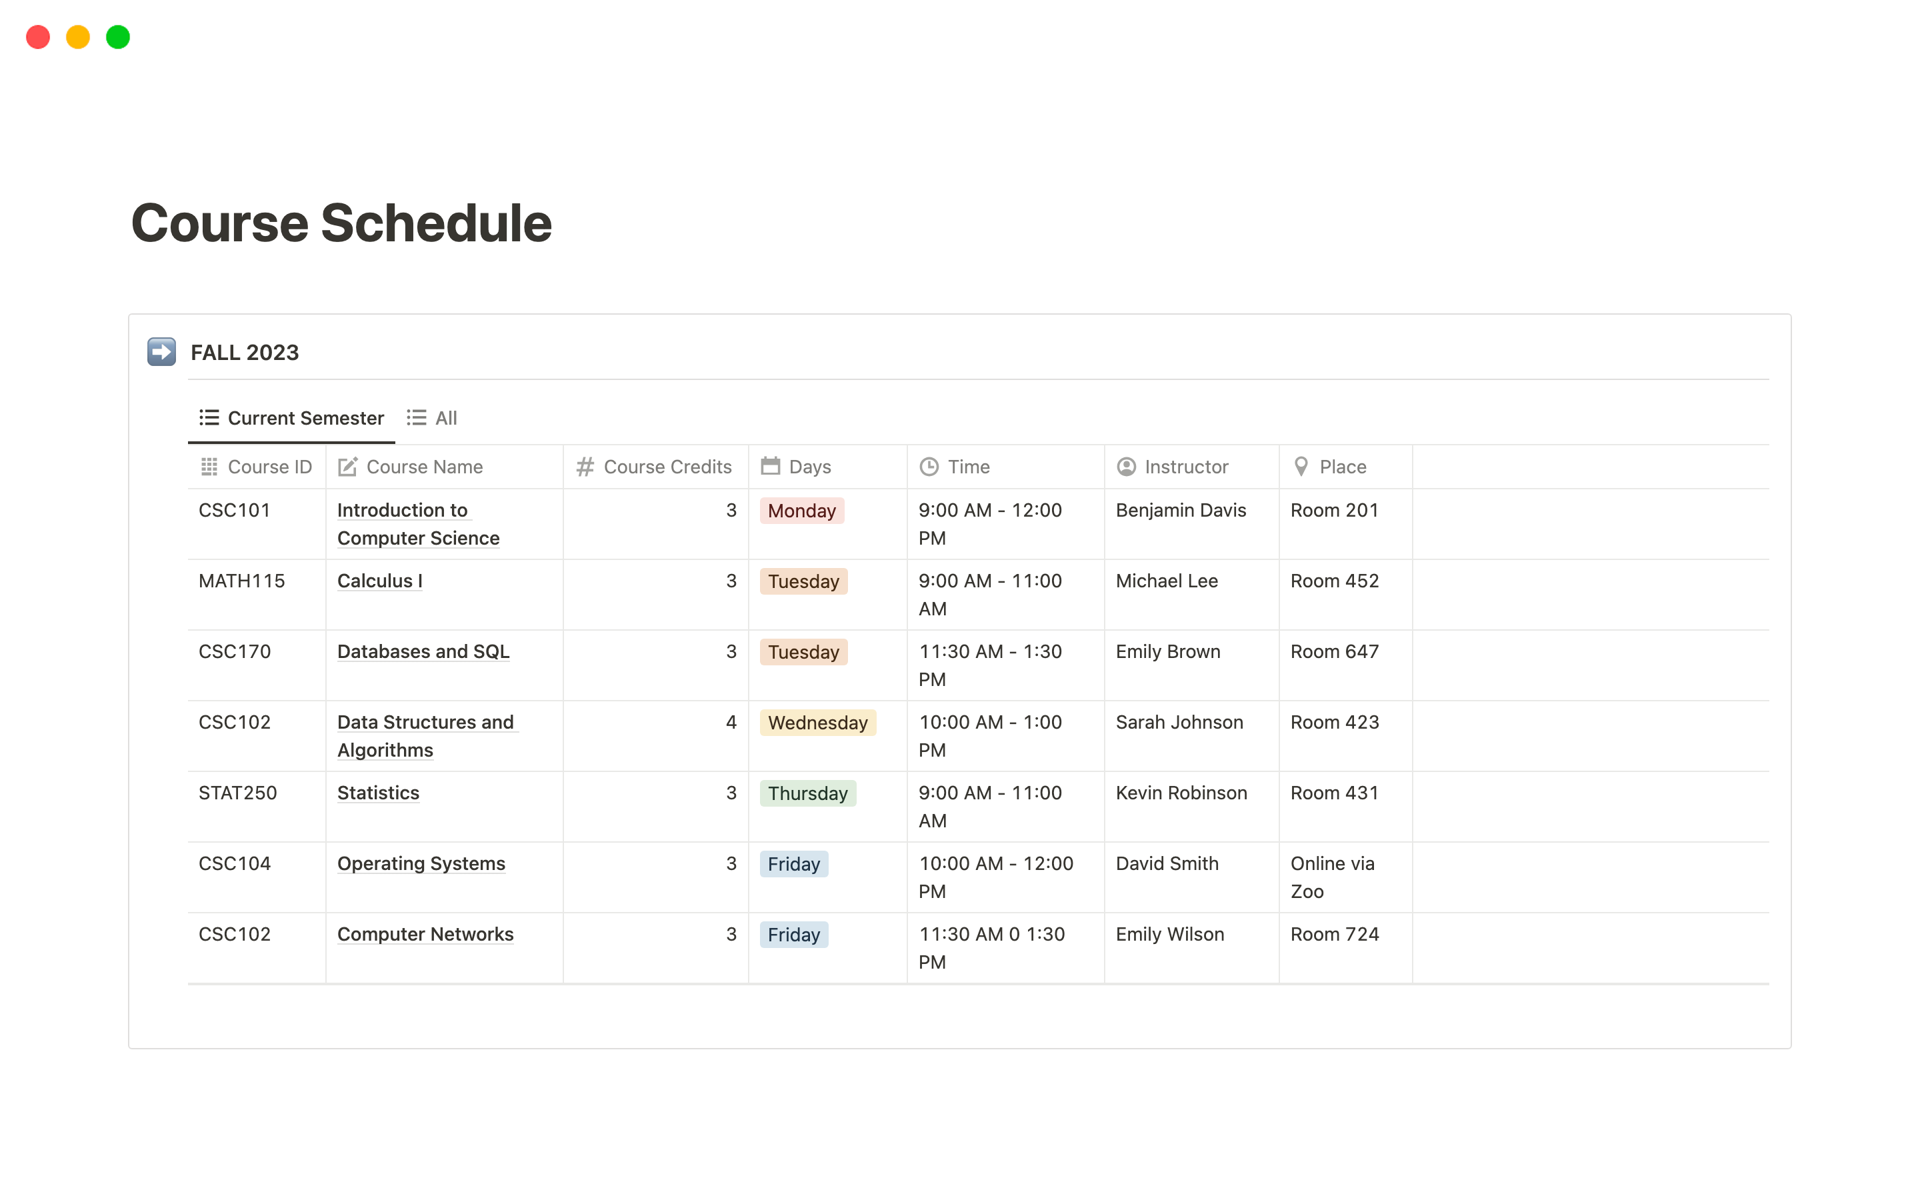 Course Schedule
FALL 2023
Current Semester All
Course ID Course Name Course Credits Days Time Instructor Place
CSC101 Introduction to 3 Monday 9:00 AM - 12:00 Benjamin Davis Room 201
Computer Science PM
MATH115 Calculus I 3 Tuesday 9:00 AM - 11:00 Michael Lee Room 452
AM
CSC170 Databases and SQL 3 Tuesday 11:30 AM - 1:30 Emily Brown Room 647
PM
CSC102 Data Structures and 4 Wednesday 10:00 AM - 1:00 Sarah Johnson Room 423
Algorithms PM
STAT250 Statistics 3 Thursday 9:00 AM - 11:00 Kevin Robinson Room 431
AM
CSC104 Operating Systems 3 Friday 10:00 AM - 12:00 David Smith Online via
PM Zoo
CSC102 Computer Networks 3 Friday 11:30 AM 0 1:30 Emily Wilson Room 724
PM